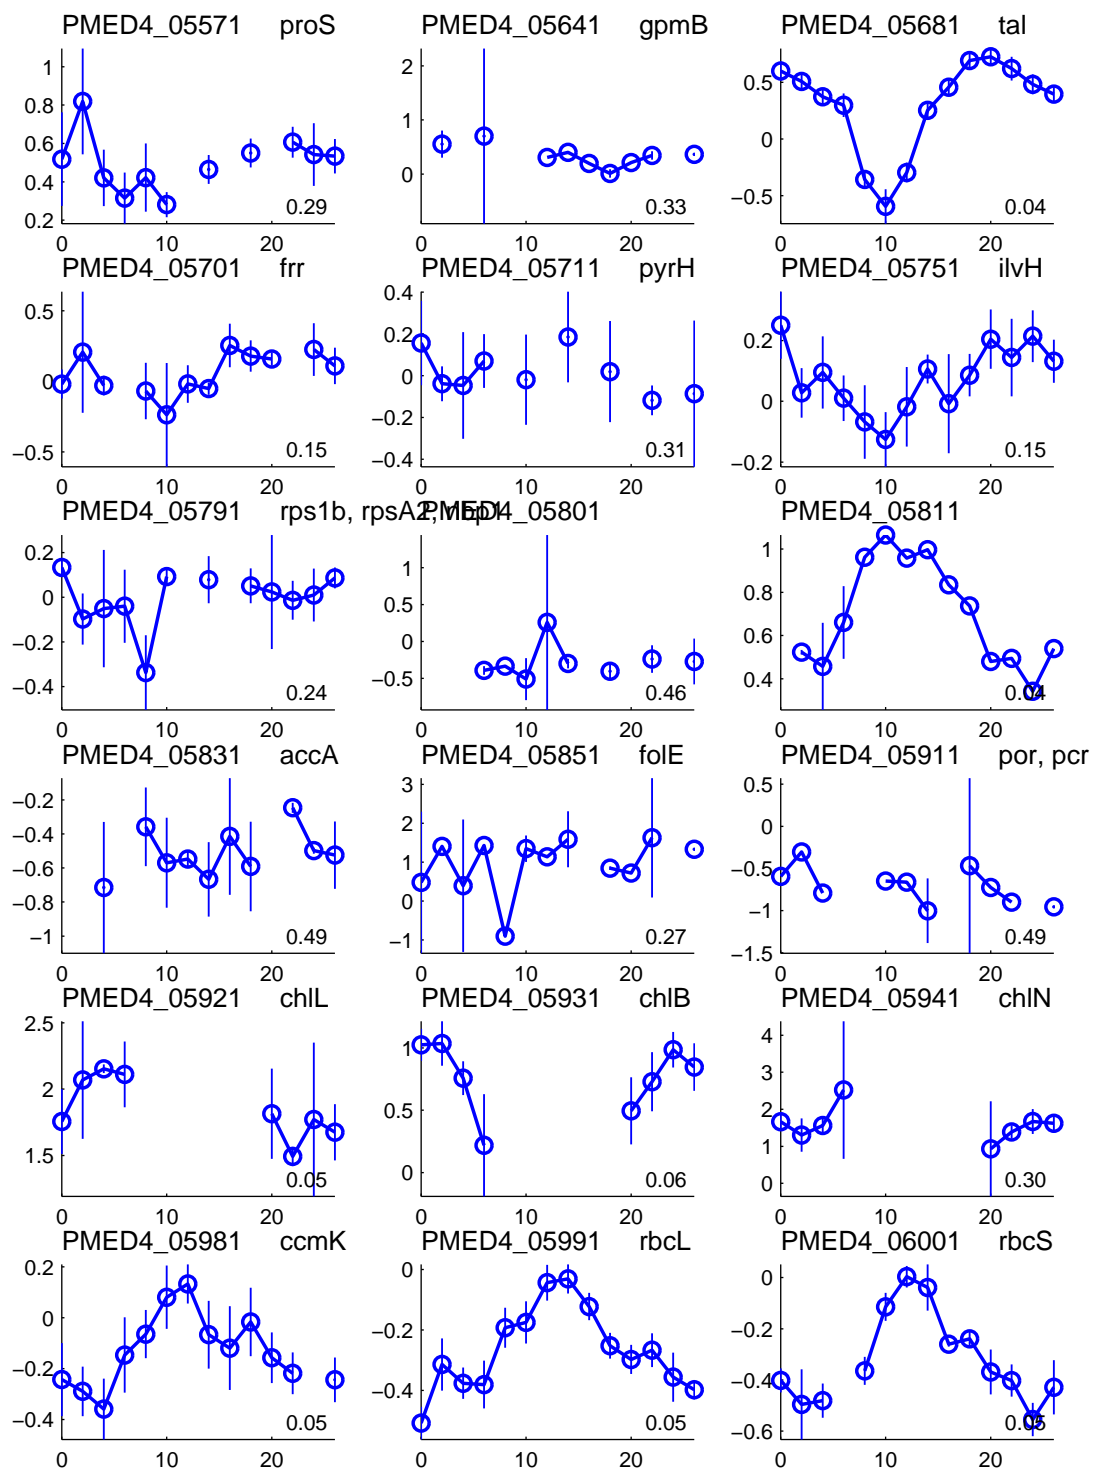 PMED4_05571 proS PMED4_05641 gpmB PMED4_05681 tal
1 0.8 0.6 0.4 0.2 0.29 0 10 20
2 1 0 0.33 0 10 20
0.5 0 −0.5 0.04 0 10 20
PMED4_05701 frr PMED4_05711 pyrH PMED4_05751 ilvH
0.5 0 −0.5 0.15 0 10 20
0.4 0.2 0 −0.2 −0.4 0.31 0 10 20
0.2 0 −0.2 0.15 0 10 20
PMED4_05791 rps1b, rpsA2, nbp1 PMED4_05801 PMED4_05811
0.2 0 −0.2 −0.4 0.24 0 10 20
1 0.5 0 −0.5 0.46 0 10 20
1 0.8 0.6 0.4 0.04 0 10 20
PMED4_05831 accA PMED4_05851 folE PMED4_05911 por, pcr
−0.2 −0.4 −0.6 −0.8 −1 0.49 0 10 20
3 2 1 0 −1 0.27 0 10 20
0.5 0 −0.5 −1 −1.5 0.49 0 10 20
PMED4_05921 chlL PMED4_05931 chlB PMED4_05941 chlN
2.5 2 1.5 0.05 0 10 20
1 0.5 0 0.06 0 10 20
4 3 2 1 0 0.30 0 10 20
PMED4_05981 ccmK PMED4_05991 rbcL PMED4_06001 rbcS
0.2 0 −0.2 −0.4 0.05 0 10 20
0 −0.2 −0.4 0.05 0 10 20
0 −0.2 −0.4 −0.6 0.05 0 10 20